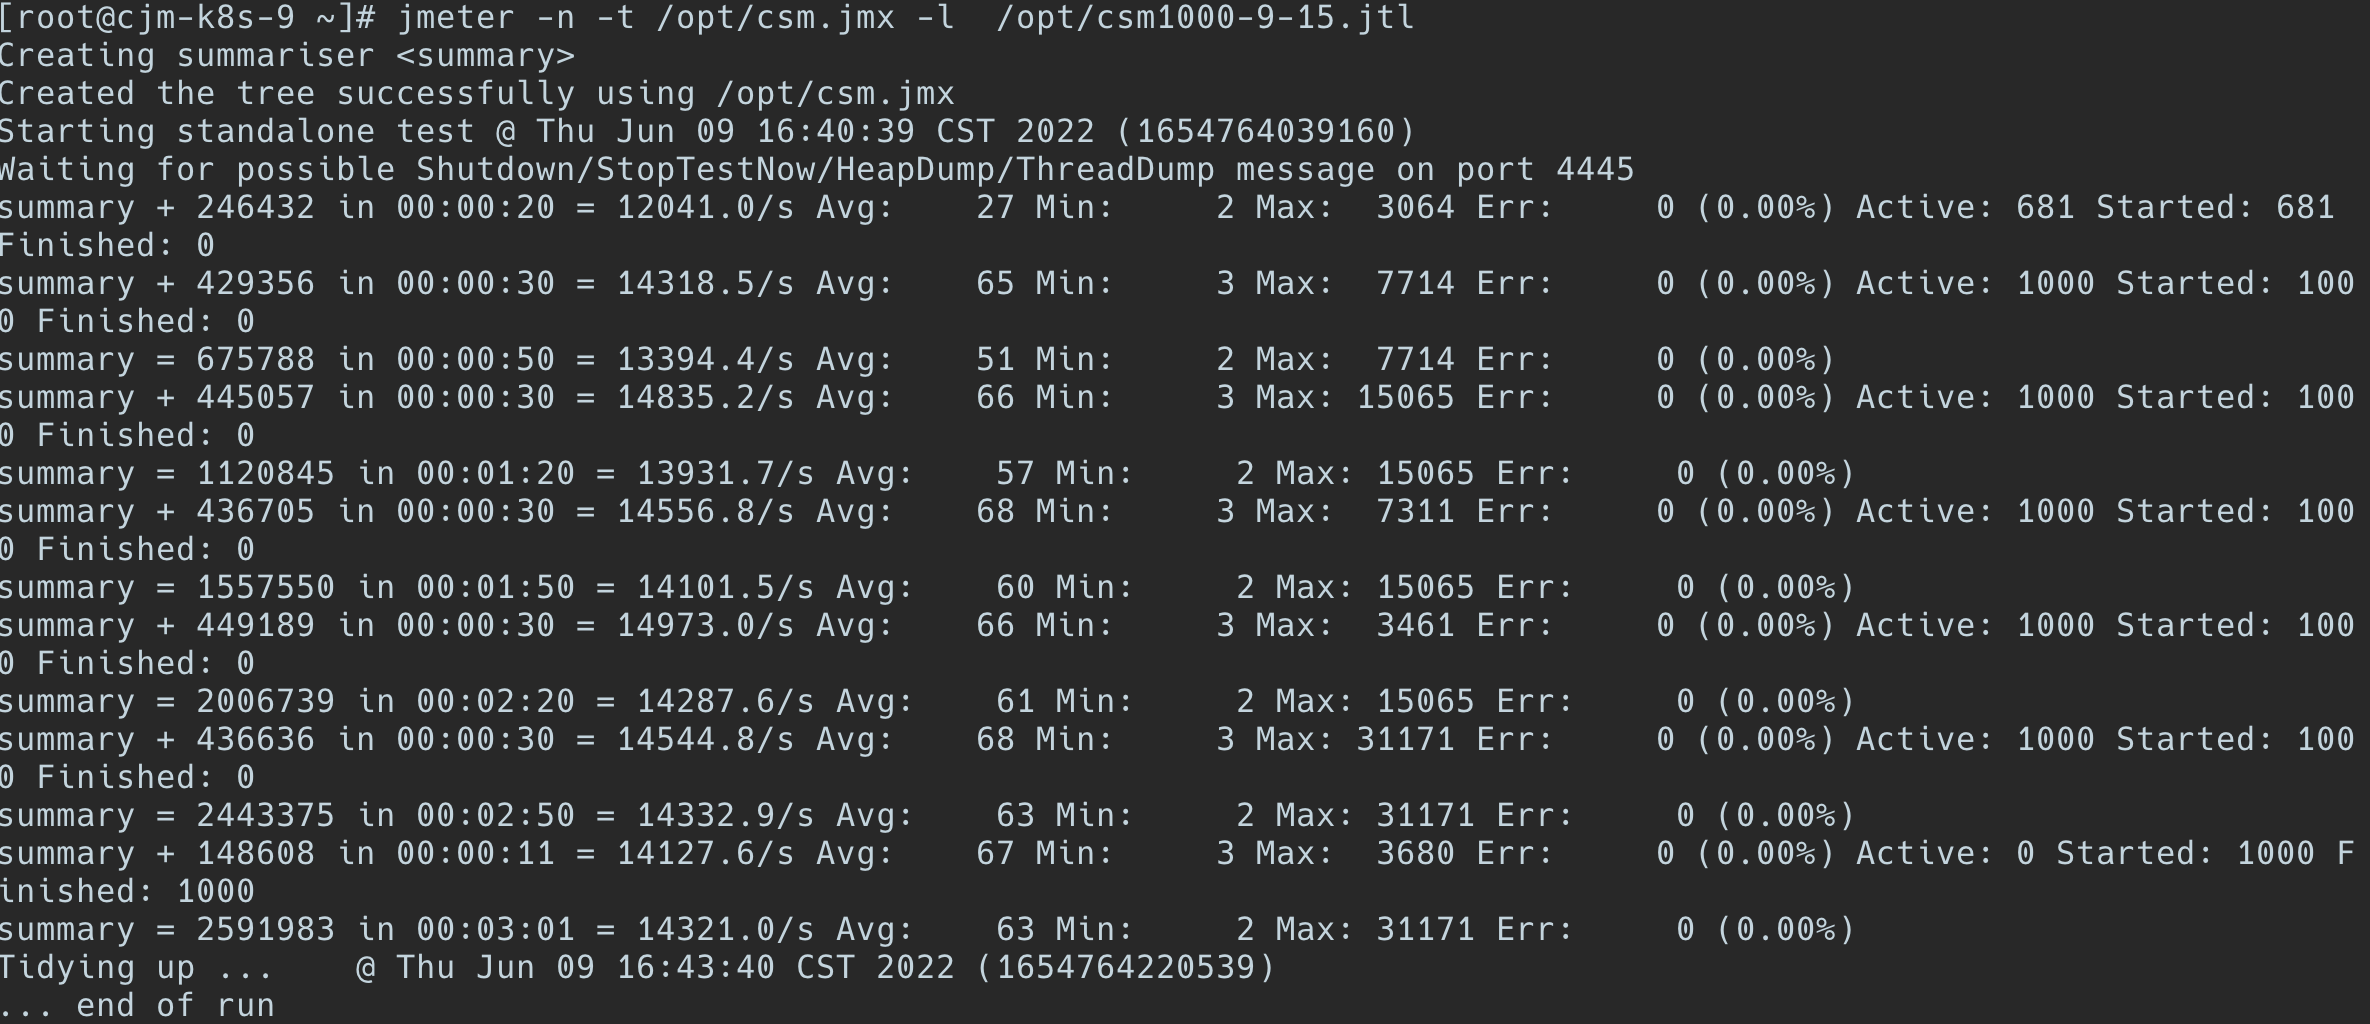 [root@cjm-k8s-9 ~]# jmeter -n -t /opt/csm.jmx -l  /opt/csm1000-9-15.jtl
Creating summariser <summary>
Created the tree successfully using /opt/csm.jmx
Starting standalone test @ Thu Jun 09 16:40:39 CST 2022 (1654764039160)
Waiting for possible Shutdown/StopTestNow/HeapDump/ThreadDump message on port 4445
summary + 246432 in 00:00:20 = 12041.0/s Avg:    27 Min:     2 Max:  3064 Err:     0 (0.00%) Active: 681 Started: 681
Finished: 0
summary + 429356 in 00:00:30 = 14318.5/s Avg:    65 Min:     3 Max:  7714 Err:     0 (0.00%) Active: 1000 Started: 100
0 Finished: 0
summary = 675788 in 00:00:50 = 13394.4/s Avg:    51 Min:     2 Max:  7714 Err:     0 (0.00%)
summary + 445057 in 00:00:30 = 14835.2/s Avg:    66 Min:     3 Max: 15065 Err:     0 (0.00%) Active: 1000 Started: 100
0 Finished: 0
summary = 1120845 in 00:01:20 = 13931.7/s Avg:    57 Min:     2 Max: 15065 Err:     0 (0.00%)
summary + 436705 in 00:00:30 = 14556.8/s Avg:    68 Min:     3 Max:  7311 Err:     0 (0.00%) Active: 1000 Started: 100
0 Finished: 0
summary = 1557550 in 00:01:50 = 14101.5/s Avg:    60 Min:     2 Max: 15065 Err:     0 (0.00%)
summary + 449189 in 00:00:30 = 14973.0/s Avg:    66 Min:     3 Max:  3461 Err:     0 (0.00%) Active: 1000 Started: 100
0 Finished: 0
summary = 2006739 in 00:02:20 = 14287.6/s Avg:    61 Min:     2 Max: 15065 Err:     0 (0.00%)
summary + 436636 in 00:00:30 = 14544.8/s Avg:    68 Min:     3 Max: 31171 Err:     0 (0.00%) Active: 1000 Started: 100
0 Finished: 0
summary = 2443375 in 00:02:50 = 14332.9/s Avg:    63 Min:     2 Max: 31171 Err:     0 (0.00%)
summary + 148608 in 00:00:11 = 14127.6/s Avg:    67 Min:     3 Max:  3680 Err:     0 (0.00%) Active: 0 Started: 1000 F
inished: 1000
summary = 2591983 in 00:03:01 = 14321.0/s Avg:    63 Min:     2 Max: 31171 Err:     0 (0.00%)
Tidying up ...    @ Thu Jun 09 16:43:40 CST 2022 (1654764220539)
... end of run